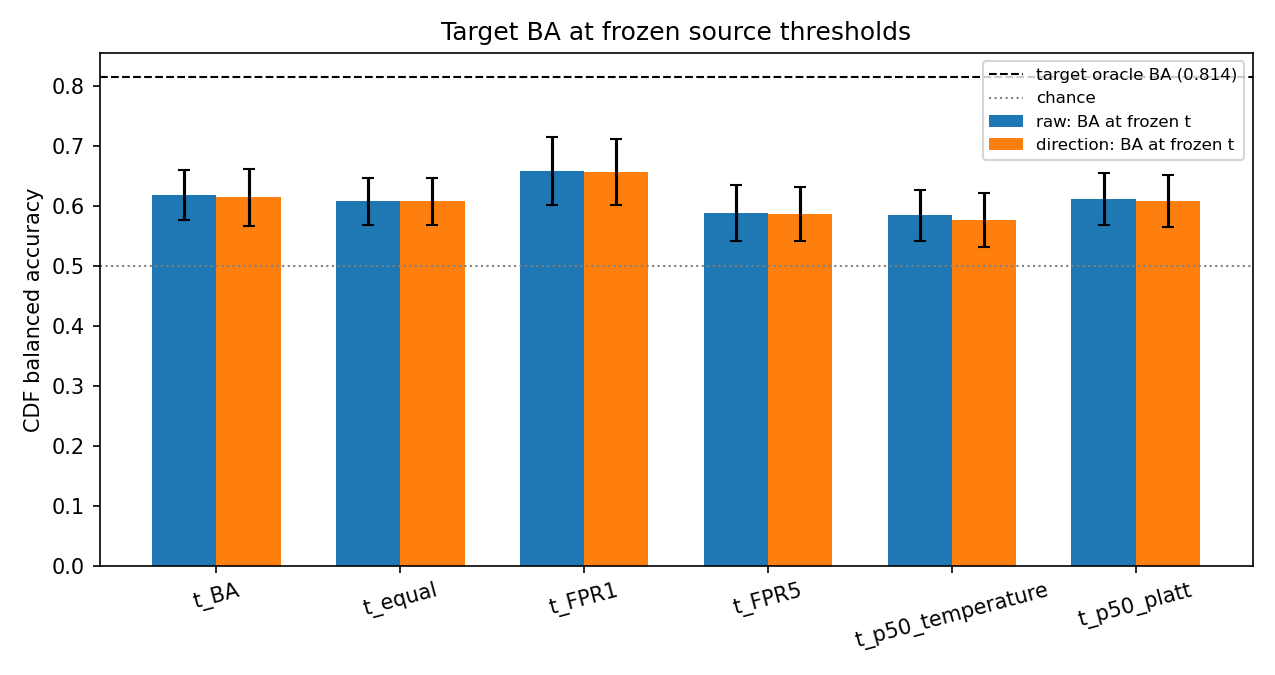 Target BA at frozen source thresholds
target oracle BA (0.814)
chance
raw: BA at frozen t
direction: BA at frozen t
CDF balanced accuracy
0.8
0.7
0.6
0.5
0.4
0.3
0.2
0.1
0.0
t_BA
t_equal
t_FPR1
t_FPR5
t_p50_temperature
t_p50_platt